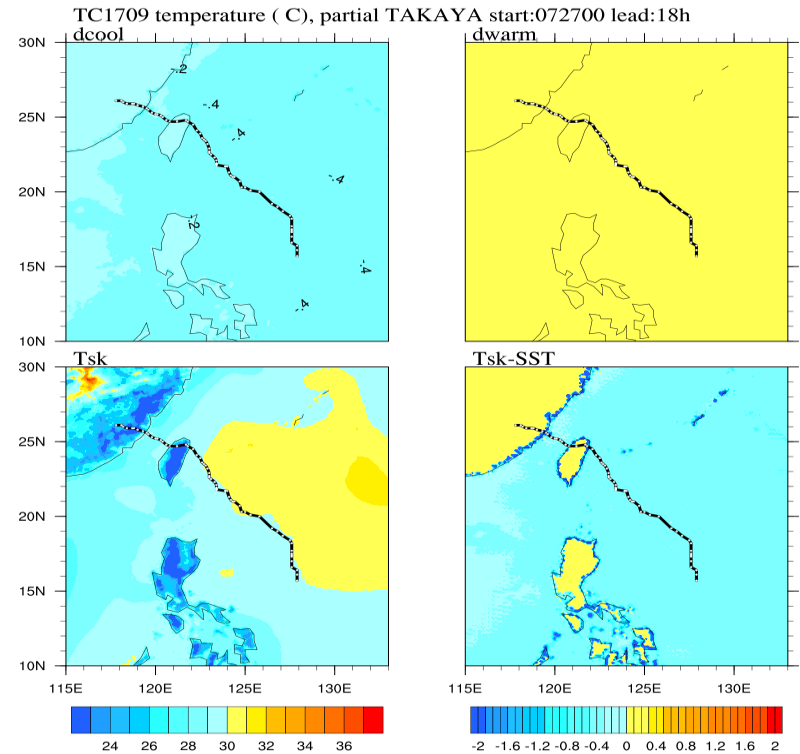 TC1709 temperature ( C), partial TAKAYA start:072700 lead:18h
dcool
dwarm
30N
25N
20N
15N
10N
-.2
-.4
-.4
-.4
-.2
-.4
-.4
Tsk
Tsk-SST
30N
25N
20N
15N
10N
115E 120E 125E 130E
115E 120E 125E 130E
24 26 28 30 32 34 36
-2 -1.6 -1.2 -0.8 -0.4 0.4 0.8 1.2 1.6 2